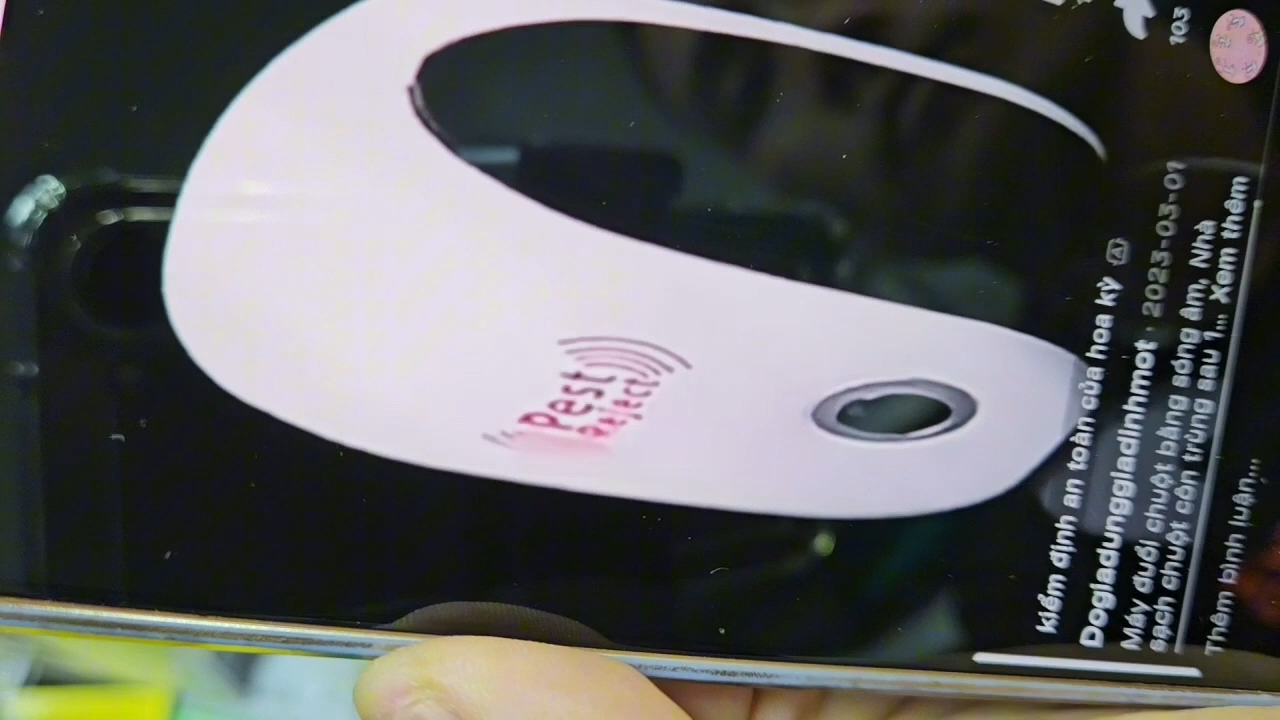 Pest
Reject
103
kiểm định an toàn của hoa kỳ
Dogiadunggiadinhmot · 2023-03-01
Máy đuổi chuột bằng sóng âm, Nhà
sạch chuột côn trùng sau 1... Xem thêm
Thêm bình luận...